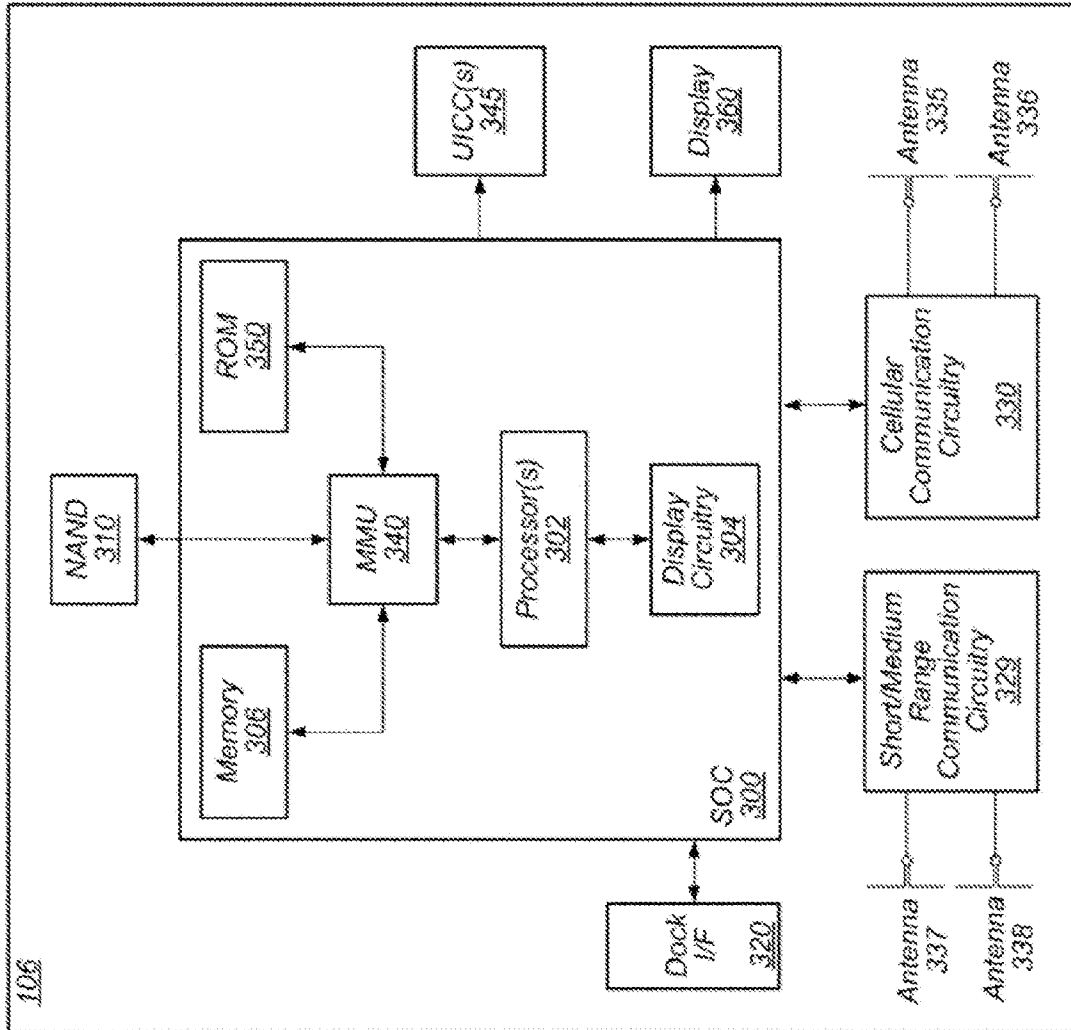 106
NAND
310
Memory
306
ROM
350
MMU
340
Processor(s)
302
Display
Circuitry
304
SOC
300
Dock
I/F
320
UICC(s)
345
Display
360
Short/Medium
Range
Communication
Circuitry
329
Cellular
Communication
Circuitry
330
Antenna
337
Antenna
338
Antenna
335
Antenna
336